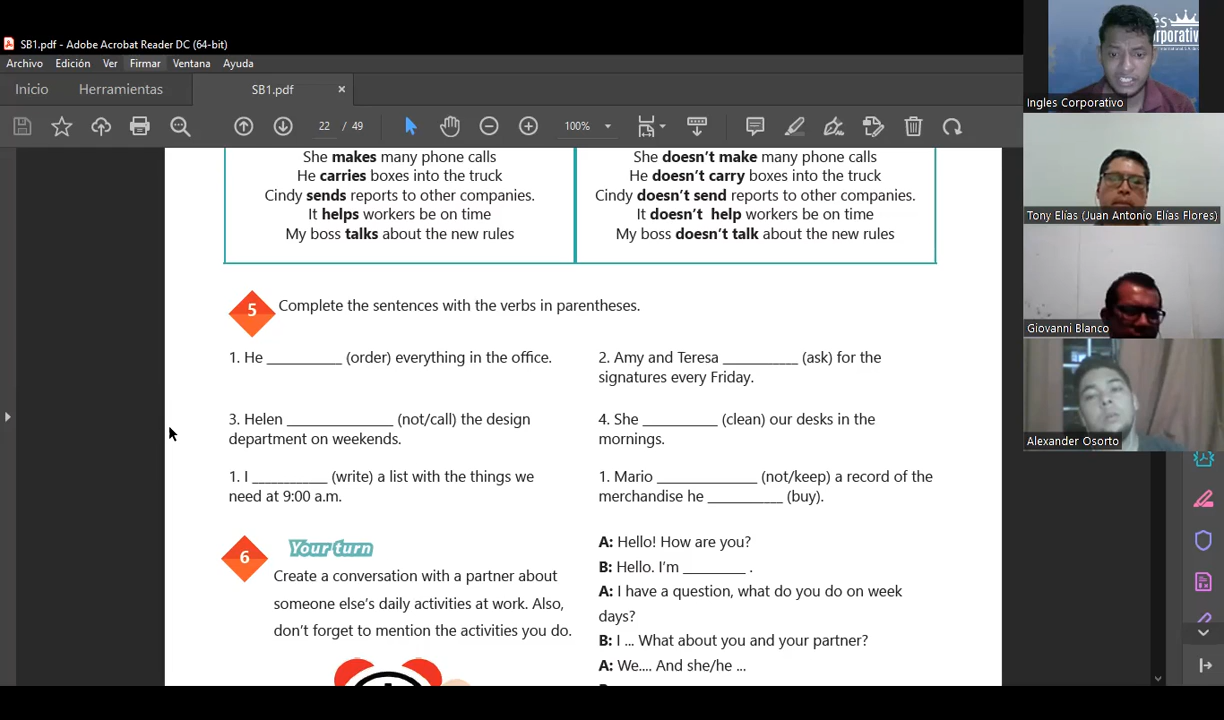 SB1.pdf - Adobe Acrobat Reader DC (64-bit)
Archivo Edición Ver Firmar Ventana Ayuda
Inicio Herramientas SB1.pdf ×
22 / 49 100%
She makes many phone calls
He carries boxes into the truck
Cindy sends reports to other companies.
It helps workers be on time
My boss talks about the new rules
She doesn't make many phone calls
He doesn't carry boxes into the truck
Cindy doesn't send reports to other companies.
It doesn't help workers be on time
My boss doesn't talk about the new rules
5 Complete the sentences with the verbs in parentheses.
1. He __________ (order) everything in the office.
2. Amy and Teresa __________ (ask) for the
signatures every Friday.
3. Helen ______________ (not/call) the design
department on weekends.
4. She __________ (clean) our desks in the
mornings.
1. I __________ (write) a list with the things we
need at 9:00 a.m.
1. Mario _____________ (not/keep) a record of the
merchandise he __________ (buy).
6 Your turn
Create a conversation with a partner about
someone else's daily activities at work. Also,
don't forget to mention the activities you do.
A: Hello! How are you?
B: Hello. I'm ________ .
A: I have a question, what do you do on week
days?
B: I ... What about you and your partner?
A: We.... And she/he ...
Ingles Corporativo
Tony Elías (Juan Antonio Elías Flores)
Giovanni Blanco
Alexander Osorto